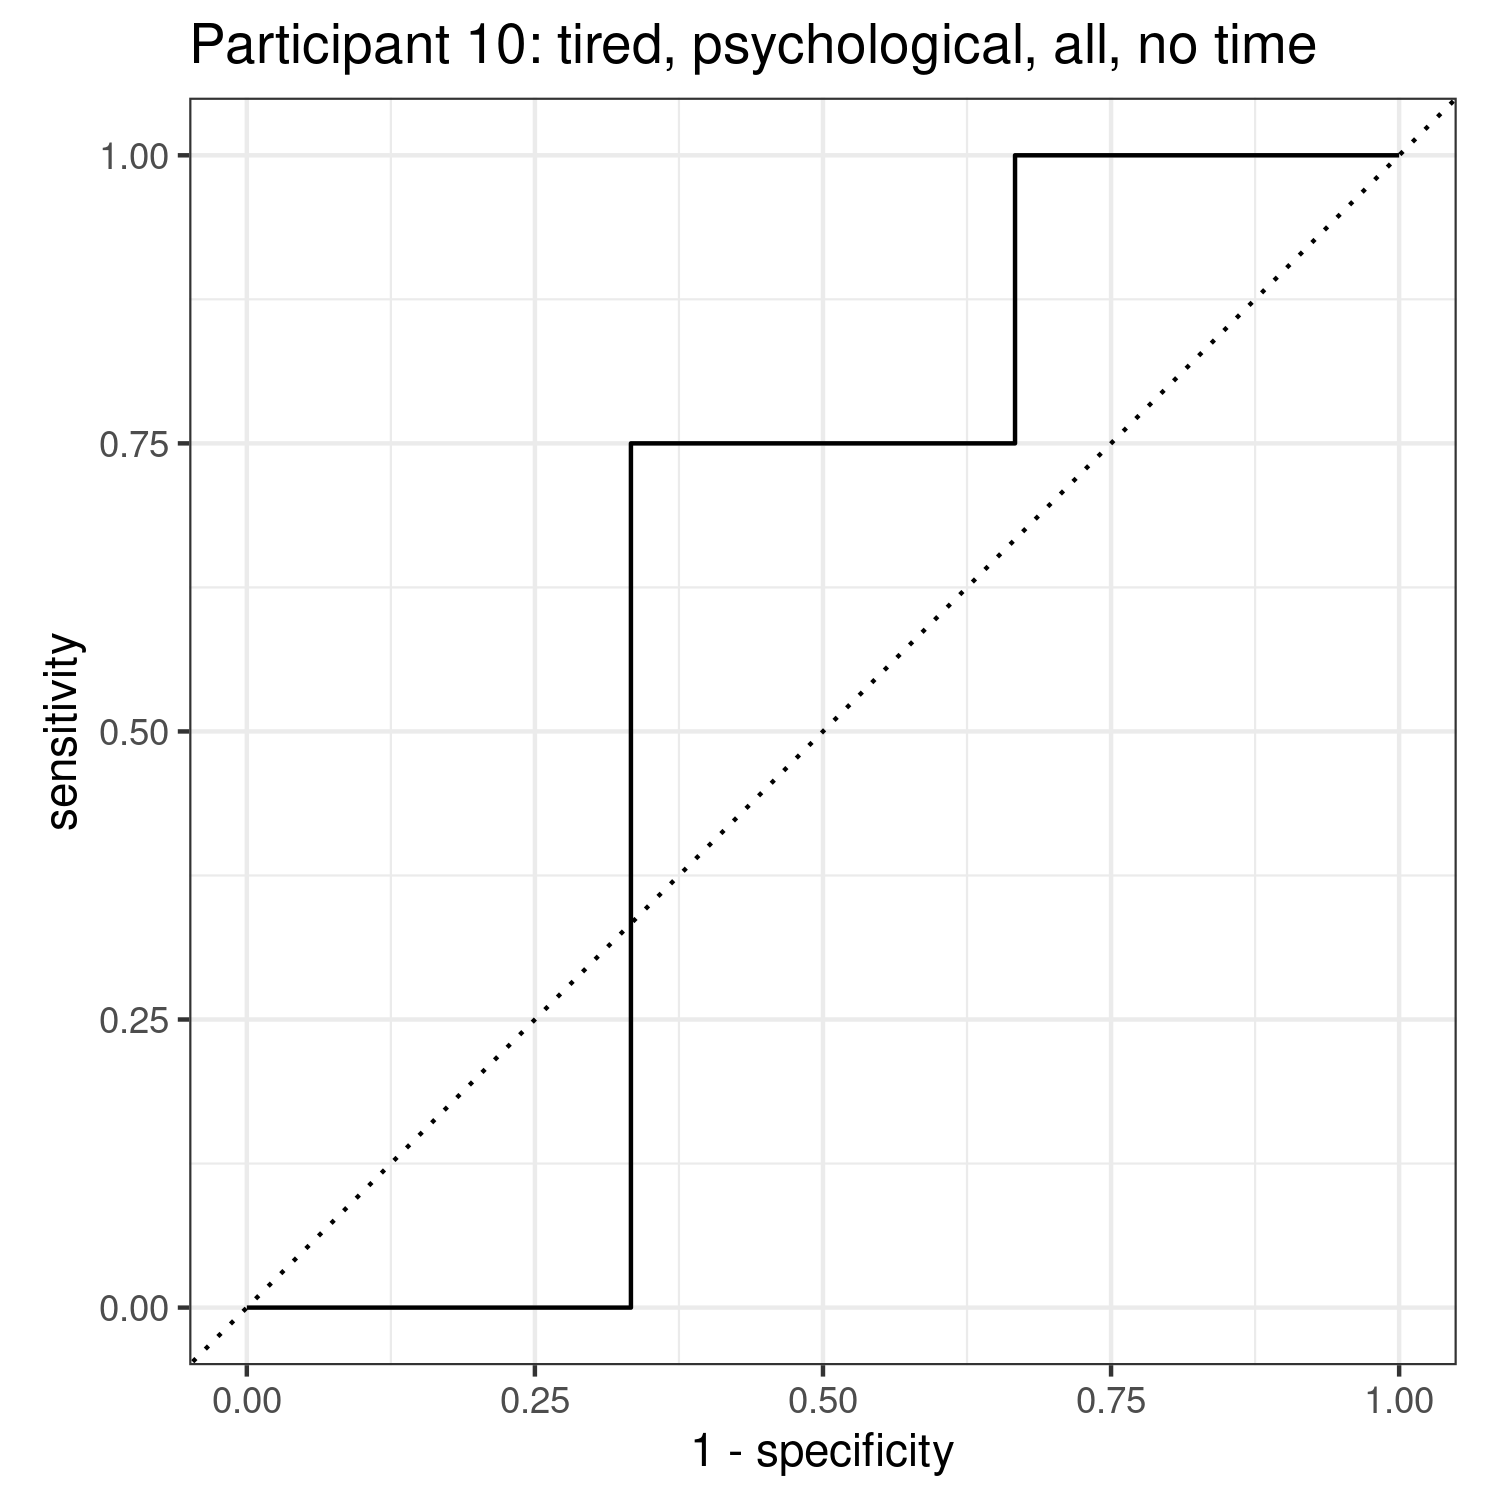 Participant 10: tired, psychological, all, no time
1.00
0.75
0.50
0.25
0.00
sensitivity
0.00 0.25 0.50 0.75 1.00
1 - specificity